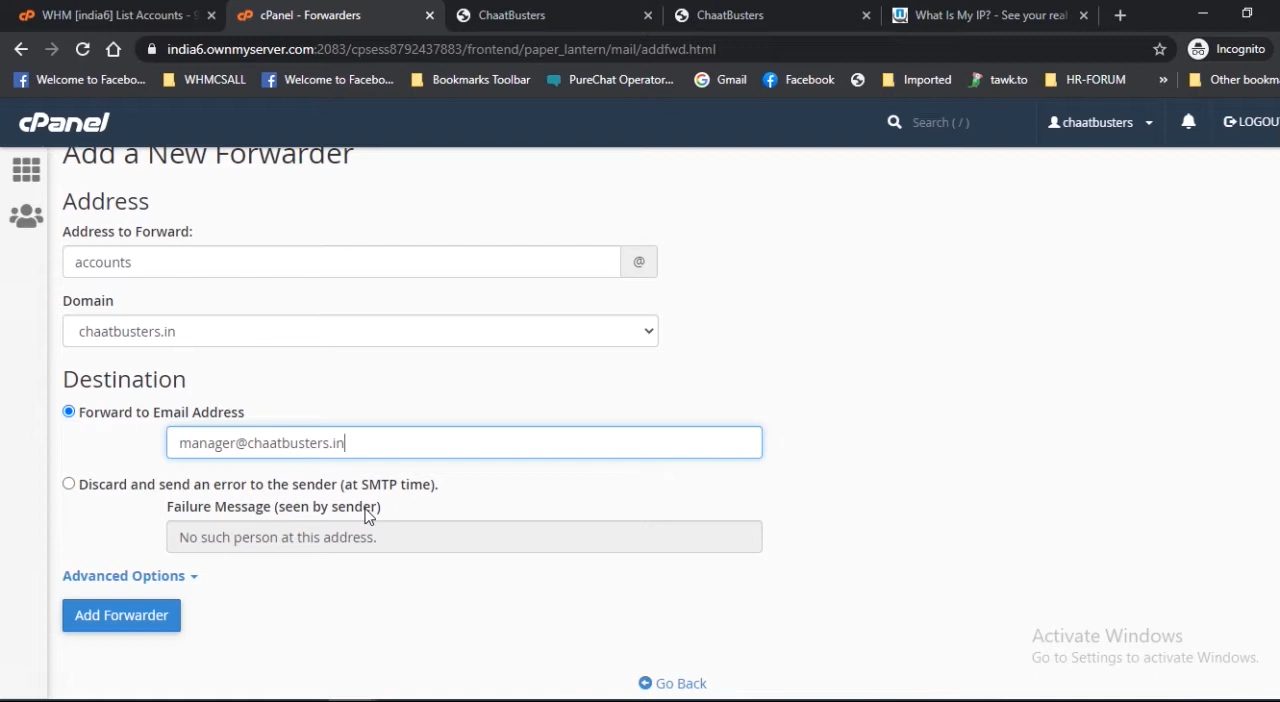 WHM [india6] List Accounts - 9
cPanel - Forwarders
ChaatBusters
ChaatBusters
What Is My IP? - See your real
india6.ownmyserver.com:2083/cpsess8792437883/frontend/paper_lantern/mail/addfwd.html
Incognito
Welcome to Facebo...
WHMCSALL
Welcome to Facebo...
Bookmarks Toolbar
PureChat Operator...
Gmail
Facebook
Imported
tawk.to
HR-FORUM
»
Other bookm
cPanel
Search ( / )
chaatbusters
LOGOU
Add a New Forwarder
Address
Address to Forward:
accounts
@
Domain
chaatbusters.in
Destination
Forward to Email Address
manager@chaatbusters.in
Discard and send an error to the sender (at SMTP time).
Failure Message (seen by sender)
No such person at this address.
Advanced Options
Add Forwarder
Activate Windows
Go to Settings to activate Windows.
Go Back